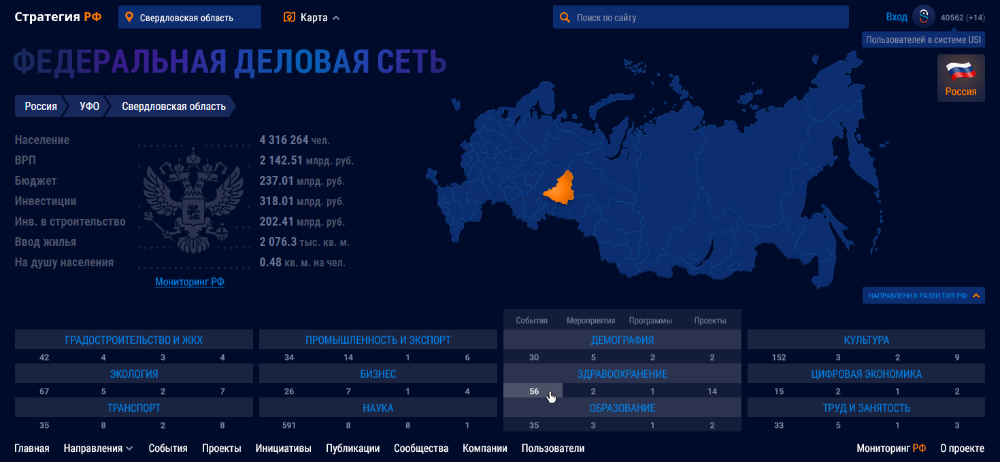 Стратегия РФ Свердловская область Карта Поиск по сайту Вход 40562 (+14)
Пользователей в системе USI
ФЕДЕРАЛЬНАЯ ДЕЛОВАЯ СЕТЬ
Россия
Россия УФО Свердловская область
Население 4 316 264 чел.
ВРП 2 142.51 млрд. руб.
Бюджет 237.01 млрд. руб.
Инвестиции 318.01 млрд. руб.
Инв. в строительство 202.41 млрд. руб.
Ввод жилья 2 076.3 тыс. кв. м.
На душу населения 0.48 кв. м. на чел.
Мониторинг РФ
НАПРАВЛЕНИЯ РАЗВИТИЯ РФ
События Мероприятия Программы Проекты
ГРАДОСТРОИТЕЛЬСТВО И ЖКХ ПРОМЫШЛЕННОСТЬ И ЭКСПОРТ ДЕМОГРАФИЯ КУЛЬТУРА
42 4 3 4 34 14 1 6 30 5 2 2 152 3 2 9
ЭКОЛОГИЯ БИЗНЕС ЗДРАВООХРАНЕНИЕ ЦИФРОВАЯ ЭКОНОМИКА
67 5 2 7 26 7 1 4 56 2 1 14 15 2 1 2
ТРАНСПОРТ НАУКА ОБРАЗОВАНИЕ ТРУД И ЗАНЯТОСТЬ
35 8 2 8 591 8 8 1 35 3 1 2 33 5 1 3
Главная Направления События Проекты Инициативы Публикации Сообщества Компании Пользователи Мониторинг РФ О проекте